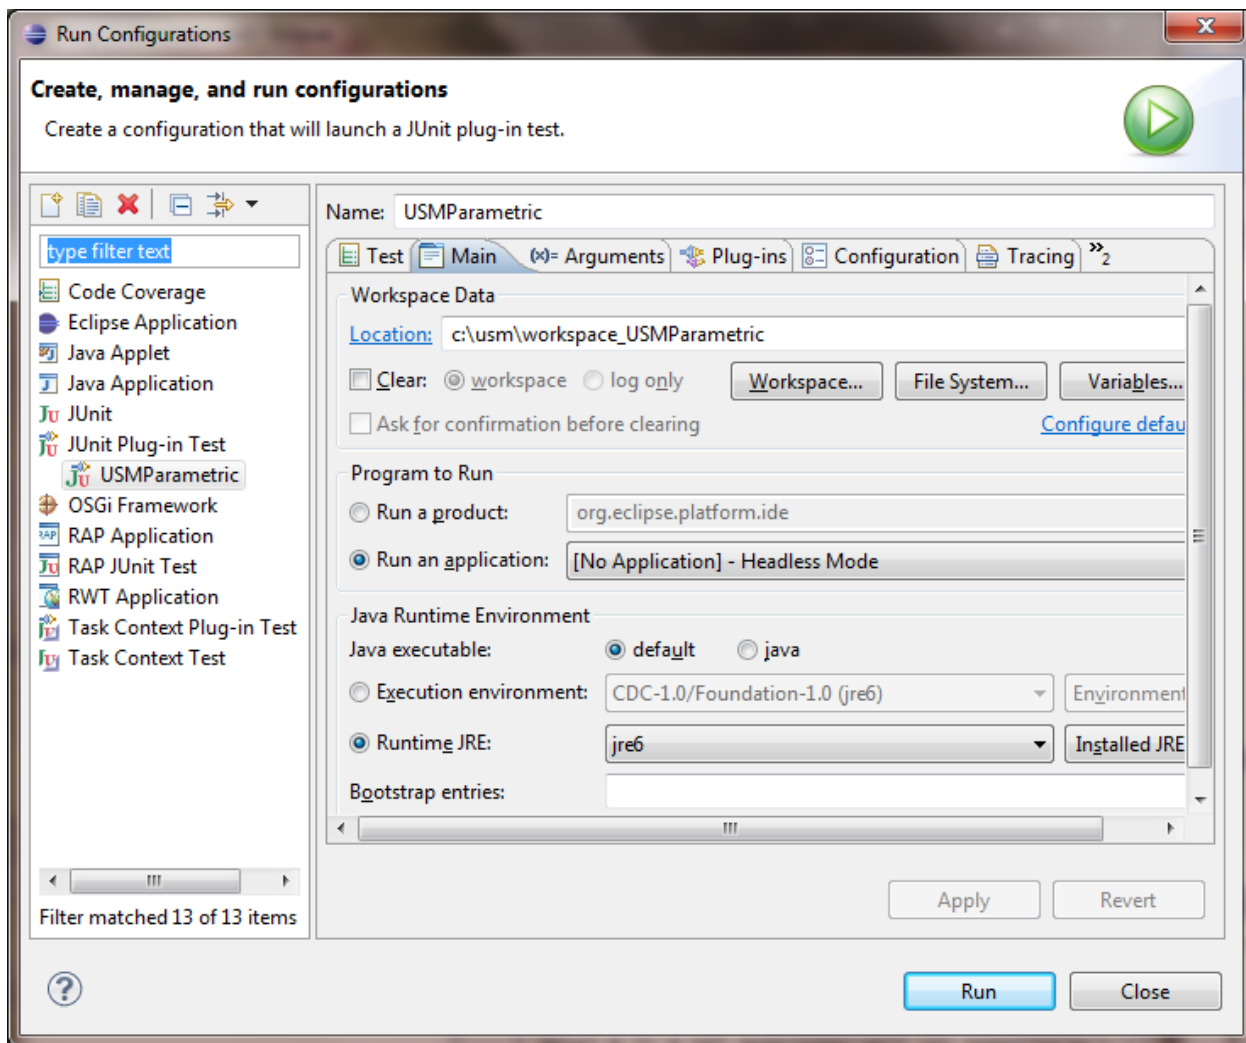 Run Configurations
Create, manage, and run configurations
Create a configuration that will launch a JUnit plug-in test.
type filter text
Code Coverage
Eclipse Application
Java Applet
Java Application
JUnit
JUnit Plug-in Test
USMParametric
OSGi Framework
RAP Application
RAP JUnit Test
RWT Application
Task Context Plug-in Test
Task Context Test
Filter matched 13 of 13 items
Name: USMParametric
Test Main (x)= Arguments Plug-ins Configuration Tracing »2
Workspace Data
Location: c:\usm\workspace_USMParametric
Clear: workspace log only Workspace... File System... Variables...
Ask for confirmation before clearing Configure defau
Program to Run
Run a product: org.eclipse.platform.ide
Run an application: [No Application] - Headless Mode
Java Runtime Environment
Java executable: default java
Execution environment: CDC-1.0/Foundation-1.0 (jre6) Environment
Runtime JRE: jre6 Installed JRE
Bootstrap entries:
Apply Revert
Run Close